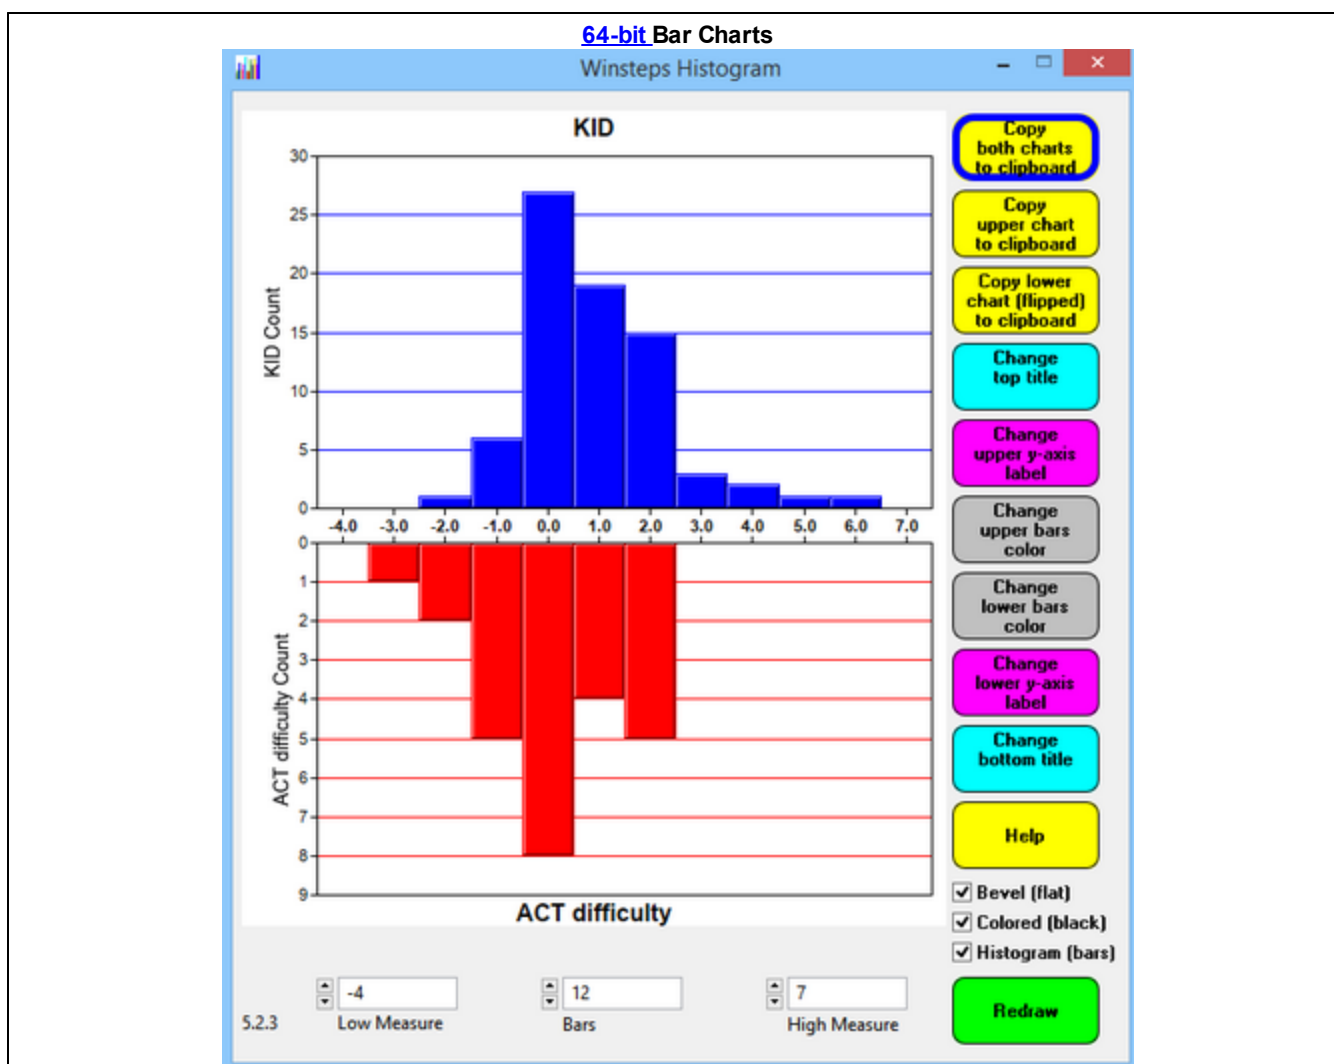 64-bit Bar Charts
Winsteps Histogram
KID
30
25
20
15
10
5
0
KID Count
-4.0 -3.0 -2.0 -1.0 0.0 1.0 2.0 3.0 4.0 5.0 6.0 7.0
0
1
2
3
4
5
6
7
8
9
ACT difficulty Count
ACT difficulty
Copy
both charts
to clipboard
Copy
upper chart
to clipboard
Copy lower
chart (flipped)
to clipboard
Change
top title
Change
upper y-axis
label
Change
upper bars
color
Change
lower bars
color
Change
lower y-axis
label
Change
bottom title
Help
Bevel (flat)
Colored (black)
Histogram (bars)
Redraw
-4
12
7
5.2.3
Low Measure
Bars
High Measure